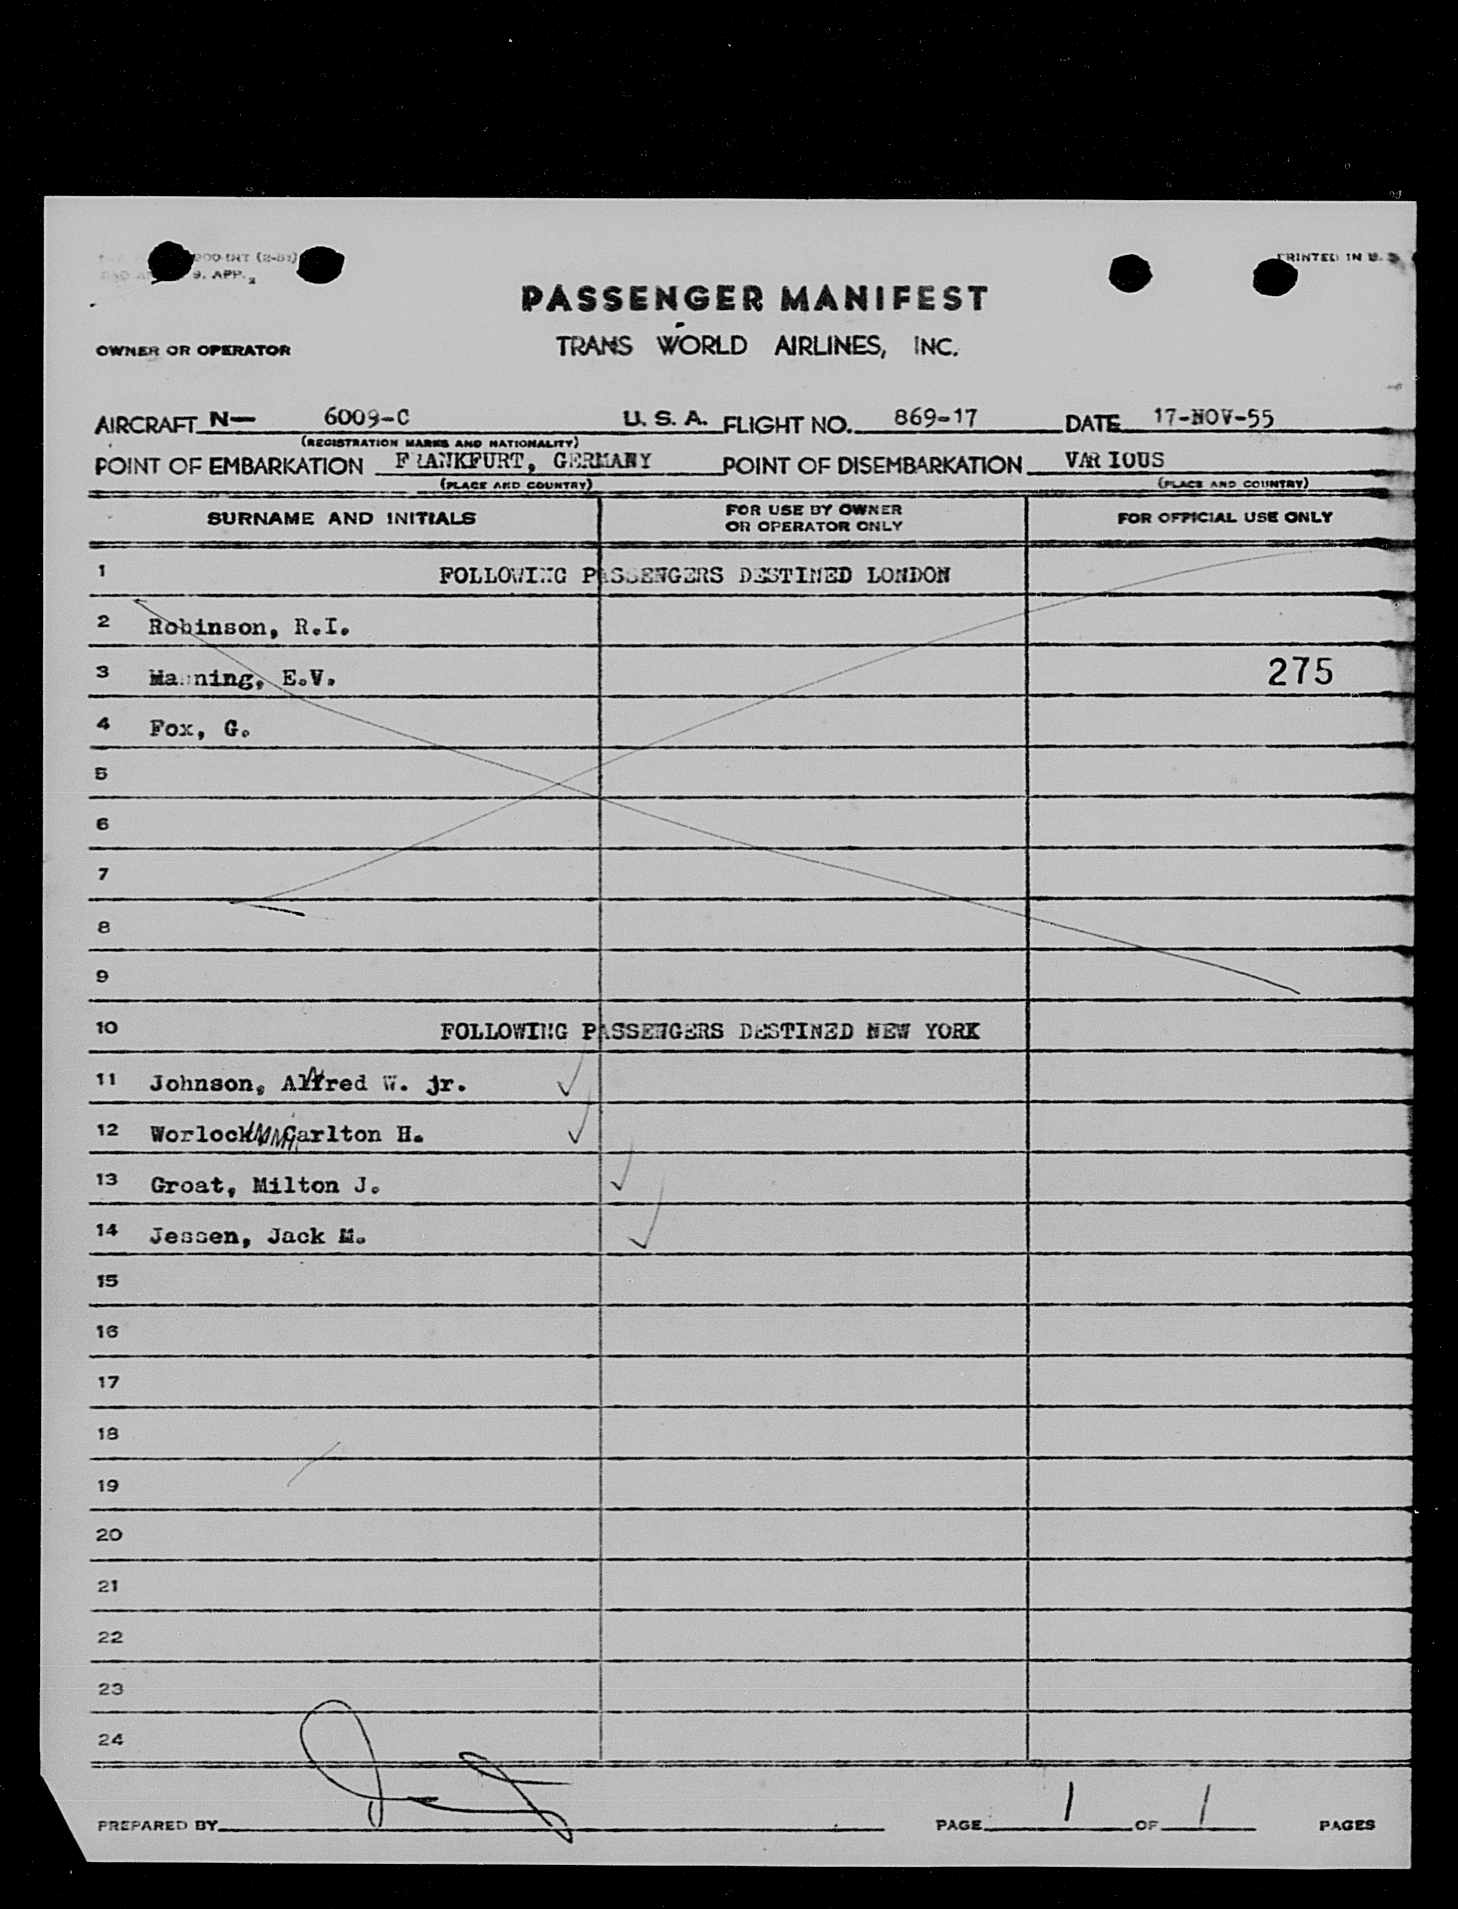 PRINTED IN U. S.
9. APP.
PASSENGER MANIFEST
OWNER OR OPERATOR TRANS WORLD AIRLINES, INC.
AIRCRAFT N— 6009-C U. S. A. FLIGHT NO. 869-17 DATE 17-NOV-55
(REGISTRATION MARKS AND NATIONALITY)
POINT OF EMBARKATION FRANKFURT, GERMANY POINT OF DISEMBARKATION VARIOUS
(PLACE AND COUNTRY) (PLACE AND COUNTRY)
SURNAME AND INITIALS FOR USE BY OWNER OR OPERATOR ONLY FOR OFFICIAL USE ONLY
1 FOLLOWING PASSENGERS DESTINED LONDON
2 Robinson, R.I.
3 Manning, E.V. 275
4 Fox, G.
5
6
7
8
9
10 FOLLOWING PASSENGERS DESTINED NEW YORK
11 Johnson, Alfred W. jr.
12 Worlock Carlton H.
13 Groat, Milton J.
14 Jessen, Jack M.
15
16
17
18
19
20
21
22
23
24
PREPARED BY PAGE 1 OF 1 PAGES